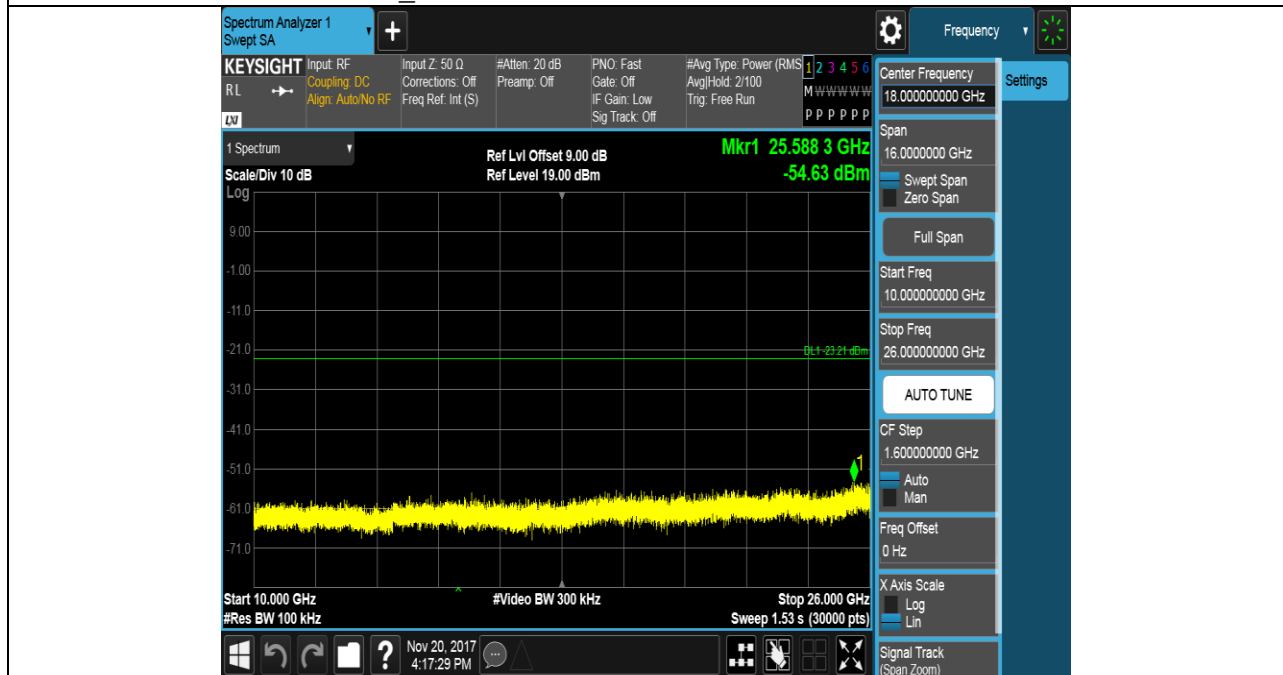 Spectrum Analyzer 1
Swept SA
Frequency
KEYSIGHT
RL
LXI
Input: RF
Coupling: DC
Align: Auto/No RF
Input Z: 50 Ω
Corrections: Off
Freq Ref: Int (S)
#Atten: 20 dB
Preamp: Off
PNO: Fast
Gate: Off
IF Gain: Low
Sig Track: Off
#Avg Type: Power (RMS
Avg|Hold: 2/100
Trig: Free Run
1 2 3 4 5 6
M W W W W W
P P P P P P
Center Frequency
18.000000000 GHz
Settings
Span
16.0000000 GHz
Swept Span
Zero Span
Full Span
Start Freq
10.000000000 GHz
Stop Freq
26.000000000 GHz
AUTO TUNE
CF Step
1.600000000 GHz
Auto
Man
Freq Offset
0 Hz
X Axis Scale
Log
Lin
Signal Track
(Span Zoom)
1 Spectrum
Scale/Div 10 dB
Log
Ref Lvl Offset 9.00 dB
Ref Level 19.00 dBm
Mkr1 25.588 3 GHz
-54.63 dBm
9.00
-1.00
-11.0
-21.0
DL1 -23.21 dBm
-31.0
-41.0
-51.0
1
-61.0
-71.0
Start 10.000 GHz
#Res BW 100 kHz
#Video BW 300 kHz
Stop 26.000 GHz
Sweep 1.53 s (30000 pts)
?
Nov 20, 2017
4:17:29 PM